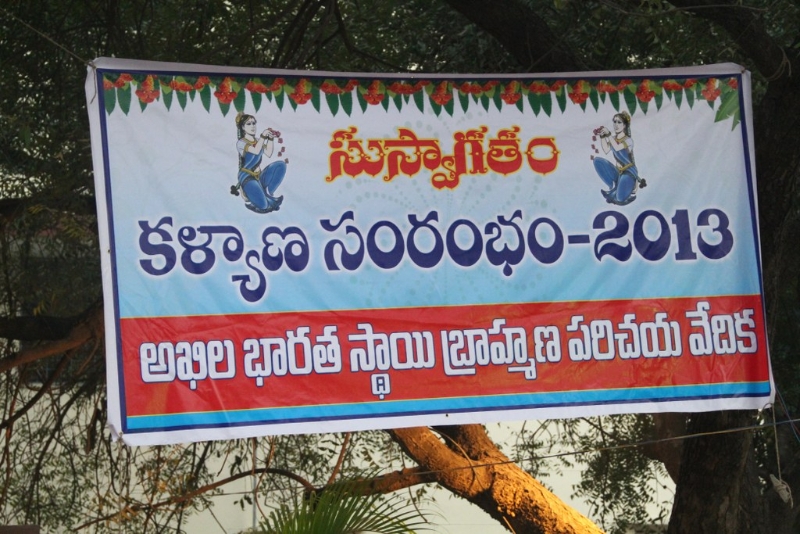 సుస్వాగతం
కళ్యాణ సంరంభం-2013
అఖిల భారత స్థాయి బ్రాహ్మణ పరిచయ వేదిక